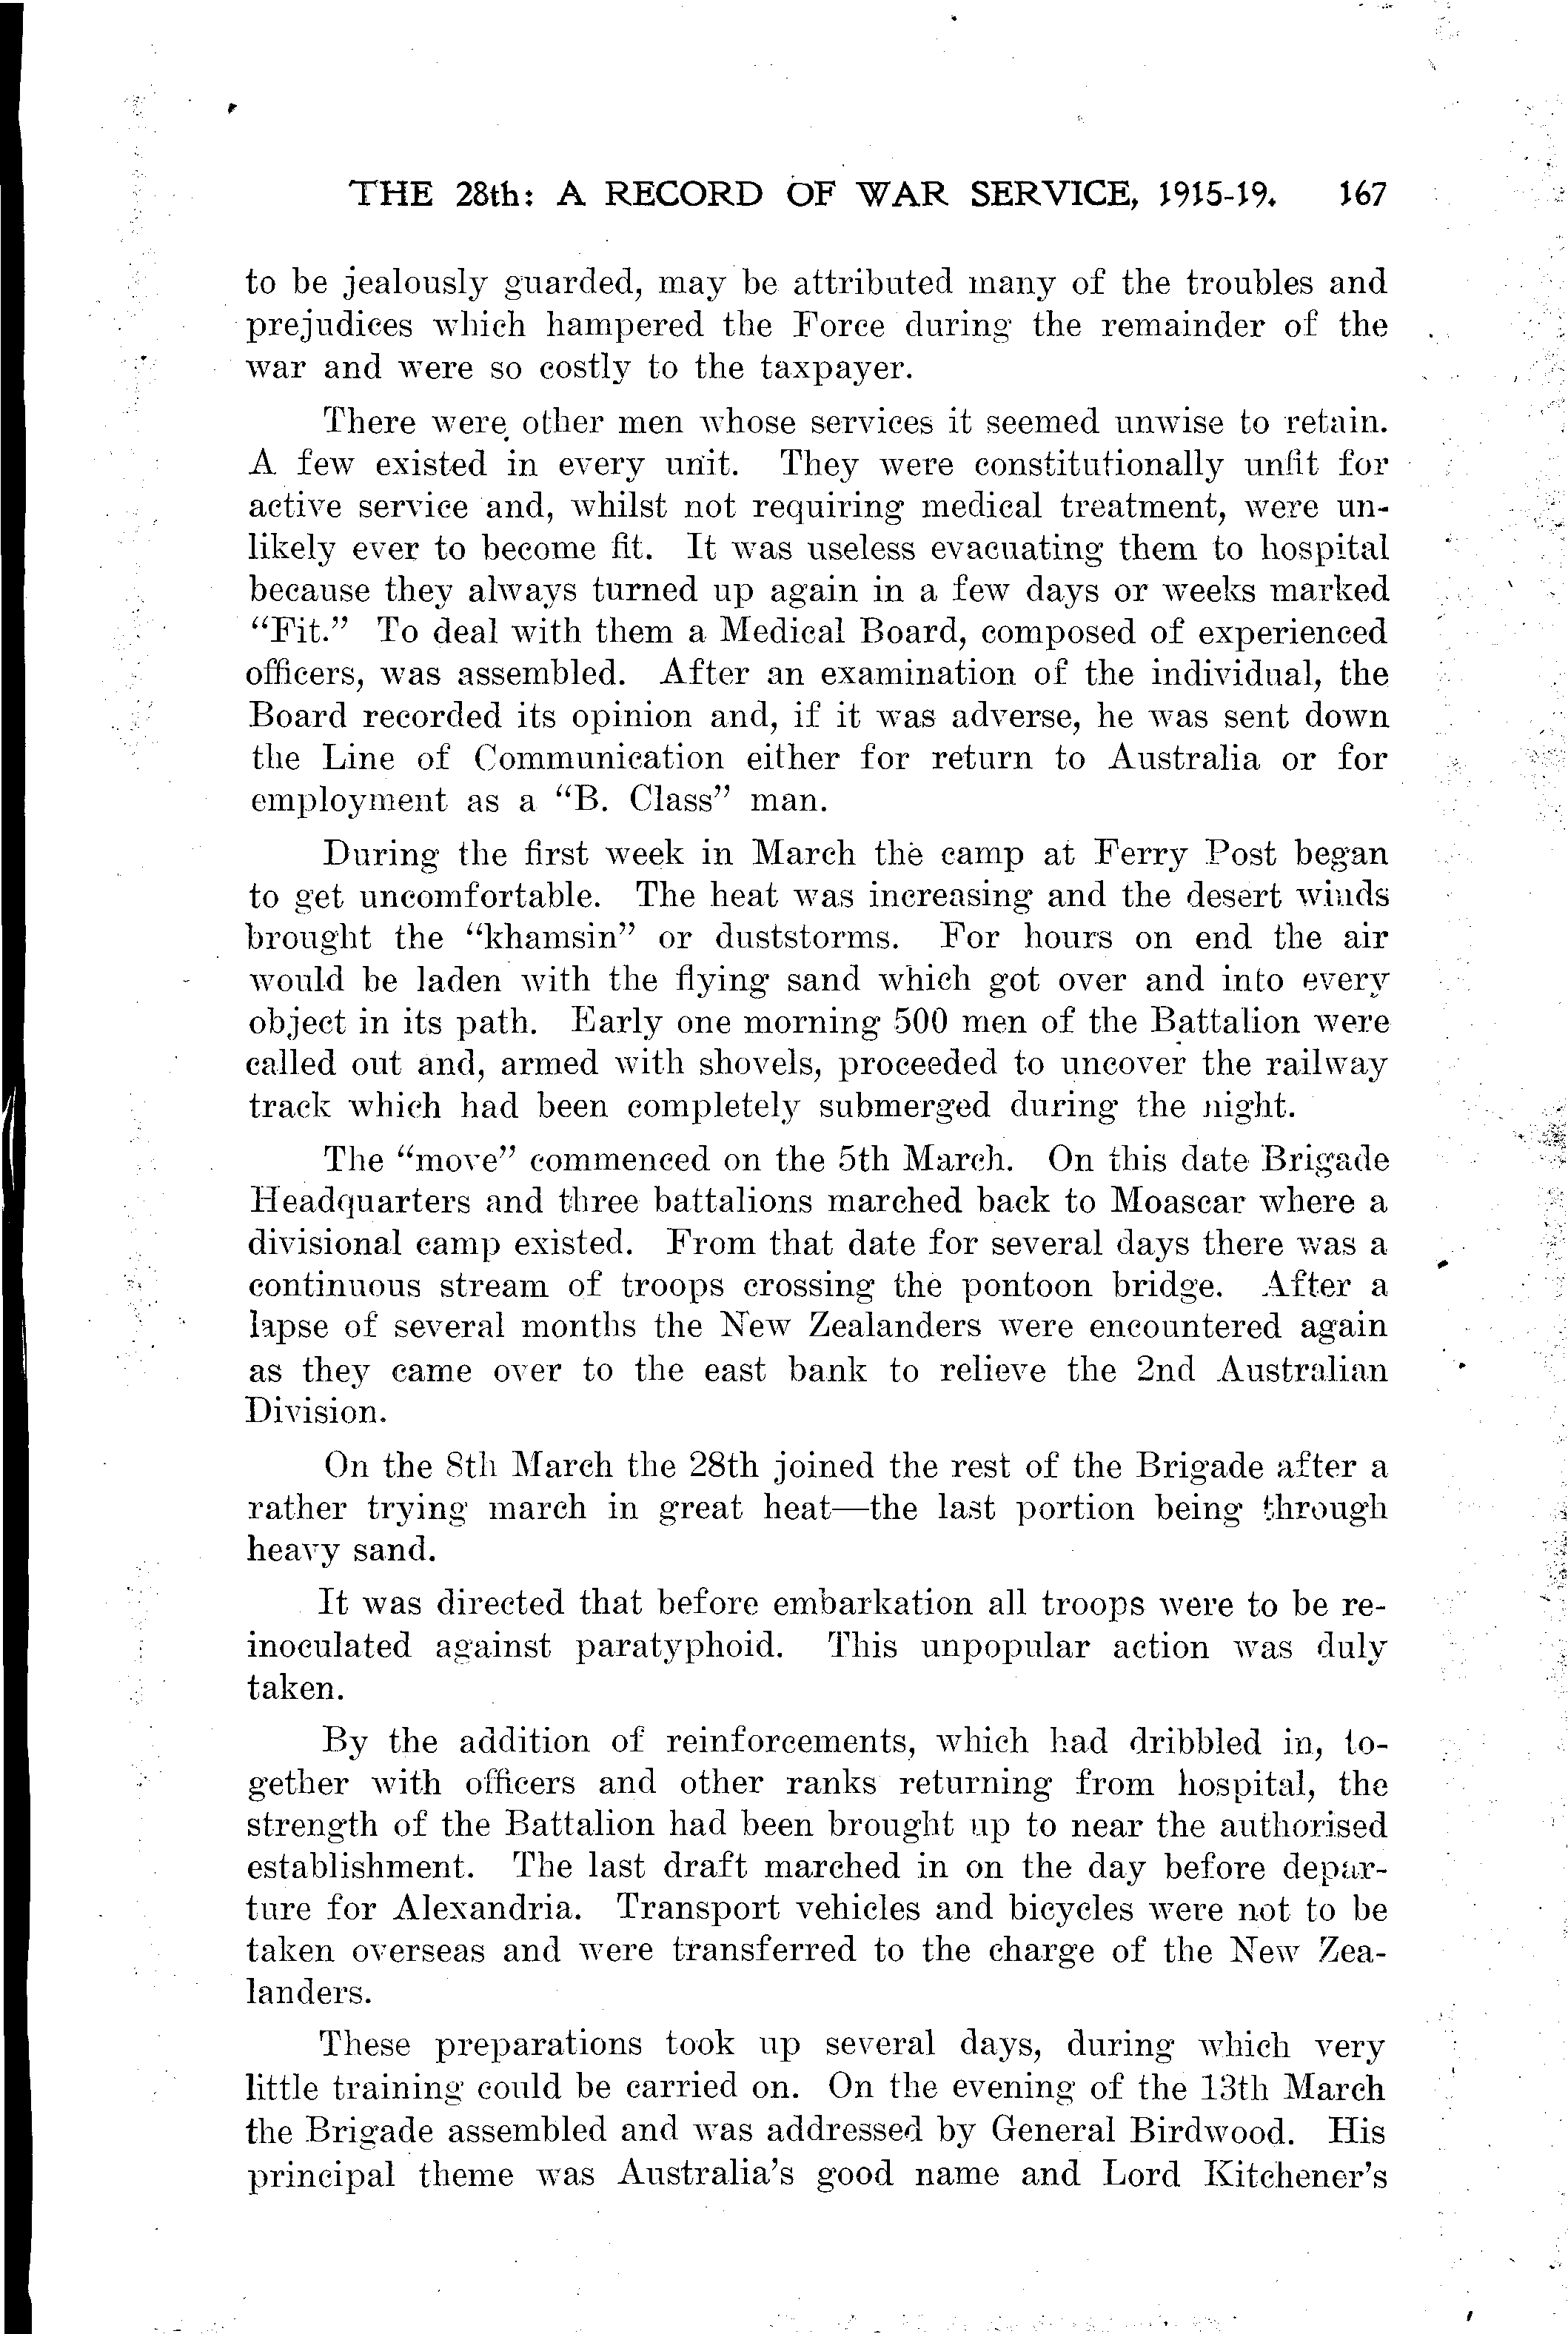 THE 28th: A RECORD OF WAR SERVICE, 1915-19. 167
to be jealously guarded, may be attributed many of the troubles and
prejudices which hampered the Force during the remainder of the
war and were so costly to the taxpayer.
There were other men whose services it seemed unwise to retain.
A few existed in every unit. They were constitutionally unfit for
active service and, whilst not requiring medical treatment, were un-
likely ever to become fit. It was useless evacuating them to hospital
because they always turned up again in a few days or weeks marked
“Fit.” To deal with them a Medical Board, composed of experienced
officers, was assembled. After an examination of the individual, the
Board recorded its opinion and, if it was adverse, he was sent down
the Line of Communication either for return to Australia or for
employment as a “B. Class” man.
During the first week in March the camp at Ferry Post began
to get uncomfortable. The heat was increasing and the desert winds
brought the “khamsin” or duststorms. For hours on end the air
would be laden with the flying sand which got over and into every
object in its path. Early one morning 500 men of the Battalion were
called out and, armed with shovels, proceeded to uncover the railway
track which had been completely submerged during the night.
The “move” commenced on the 5th March. On this date Brigade
Headquarters and three battalions marched back to Moascar where a
divisional camp existed. From that date for several days there was a
continuous stream of troops crossing the pontoon bridge. After a
lapse of several months the New Zealanders were encountered again
as they came over to the east bank to relieve the 2nd Australian
Division.
On the 8th March the 28th joined the rest of the Brigade after a
rather trying march in great heat—the last portion being through
heavy sand.
It was directed that before embarkation all troops were to be re-
inoculated against paratyphoid. This unpopular action was duly
taken.
By the addition of reinforcements, which had dribbled in, to-
gether with officers and other ranks returning from hospital, the
strength of the Battalion had been brought up to near the authorised
establishment. The last draft marched in on the day before depar-
ture for Alexandria. Transport vehicles and bicycles were not to be
taken overseas and were transferred to the charge of the New Zea-
landers.
These preparations took up several days, during which very
little training could be carried on. On the evening of the 13th March
the Brigade assembled and was addressed by General Birdwood. His
principal theme was Australia's good name and Lord Kitchener's